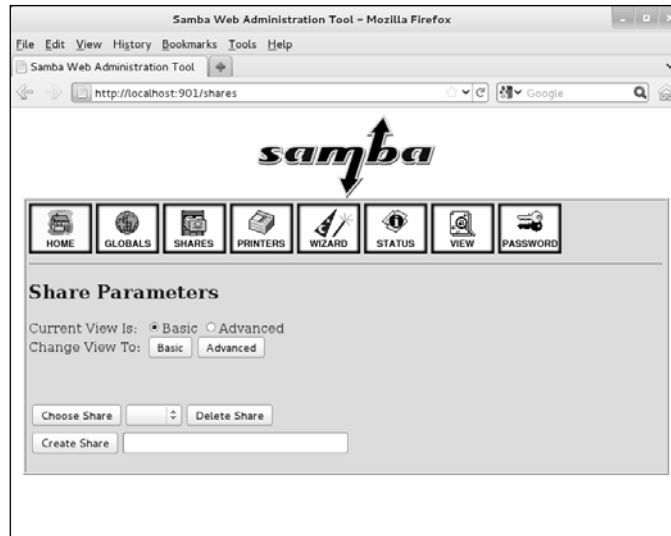 Samba Web Administration Tool – Mozilla Firefox
File Edit View History Bookmarks Tools Help
Samba Web Administration Tool
http://localhost:901/shares
Google
samba
HOME GLOBALS SHARES PRINTERS WIZARD STATUS VIEW PASSWORD
Share Parameters
Current View Is: Basic Advanced
Change View To: Basic Advanced
Choose Share Delete Share
Create Share